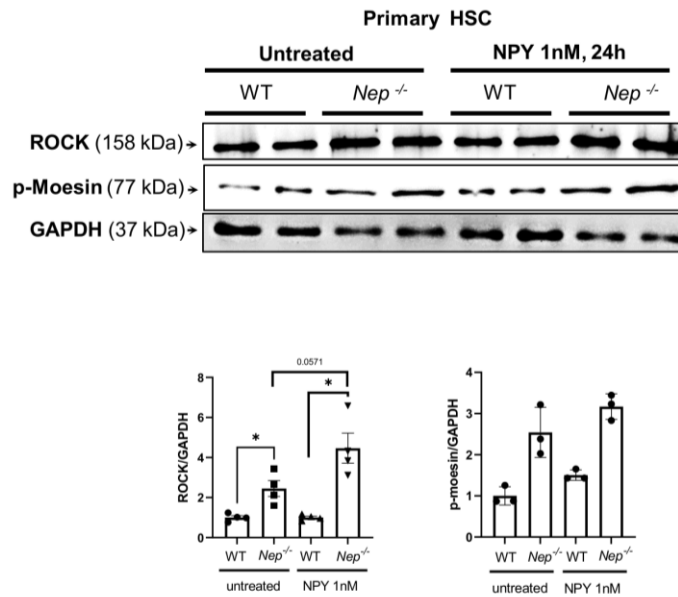 Primary HSC
Untreated NPY 1nM, 24h
WT Nep -/- WT Nep -/-
ROCK (158 kDa)
p-Moesin (77 kDa)
GAPDH (37 kDa)
0.0571
* *
8
6
4
2
0
ROCK/GAPDH
WT Nep-/- WT Nep-/-
untreated NPY 1nM
4
3
2
1
0
p-moesin/GAPDH
WT Nep-/- WT Nep-/-
untreated NPY 1nM